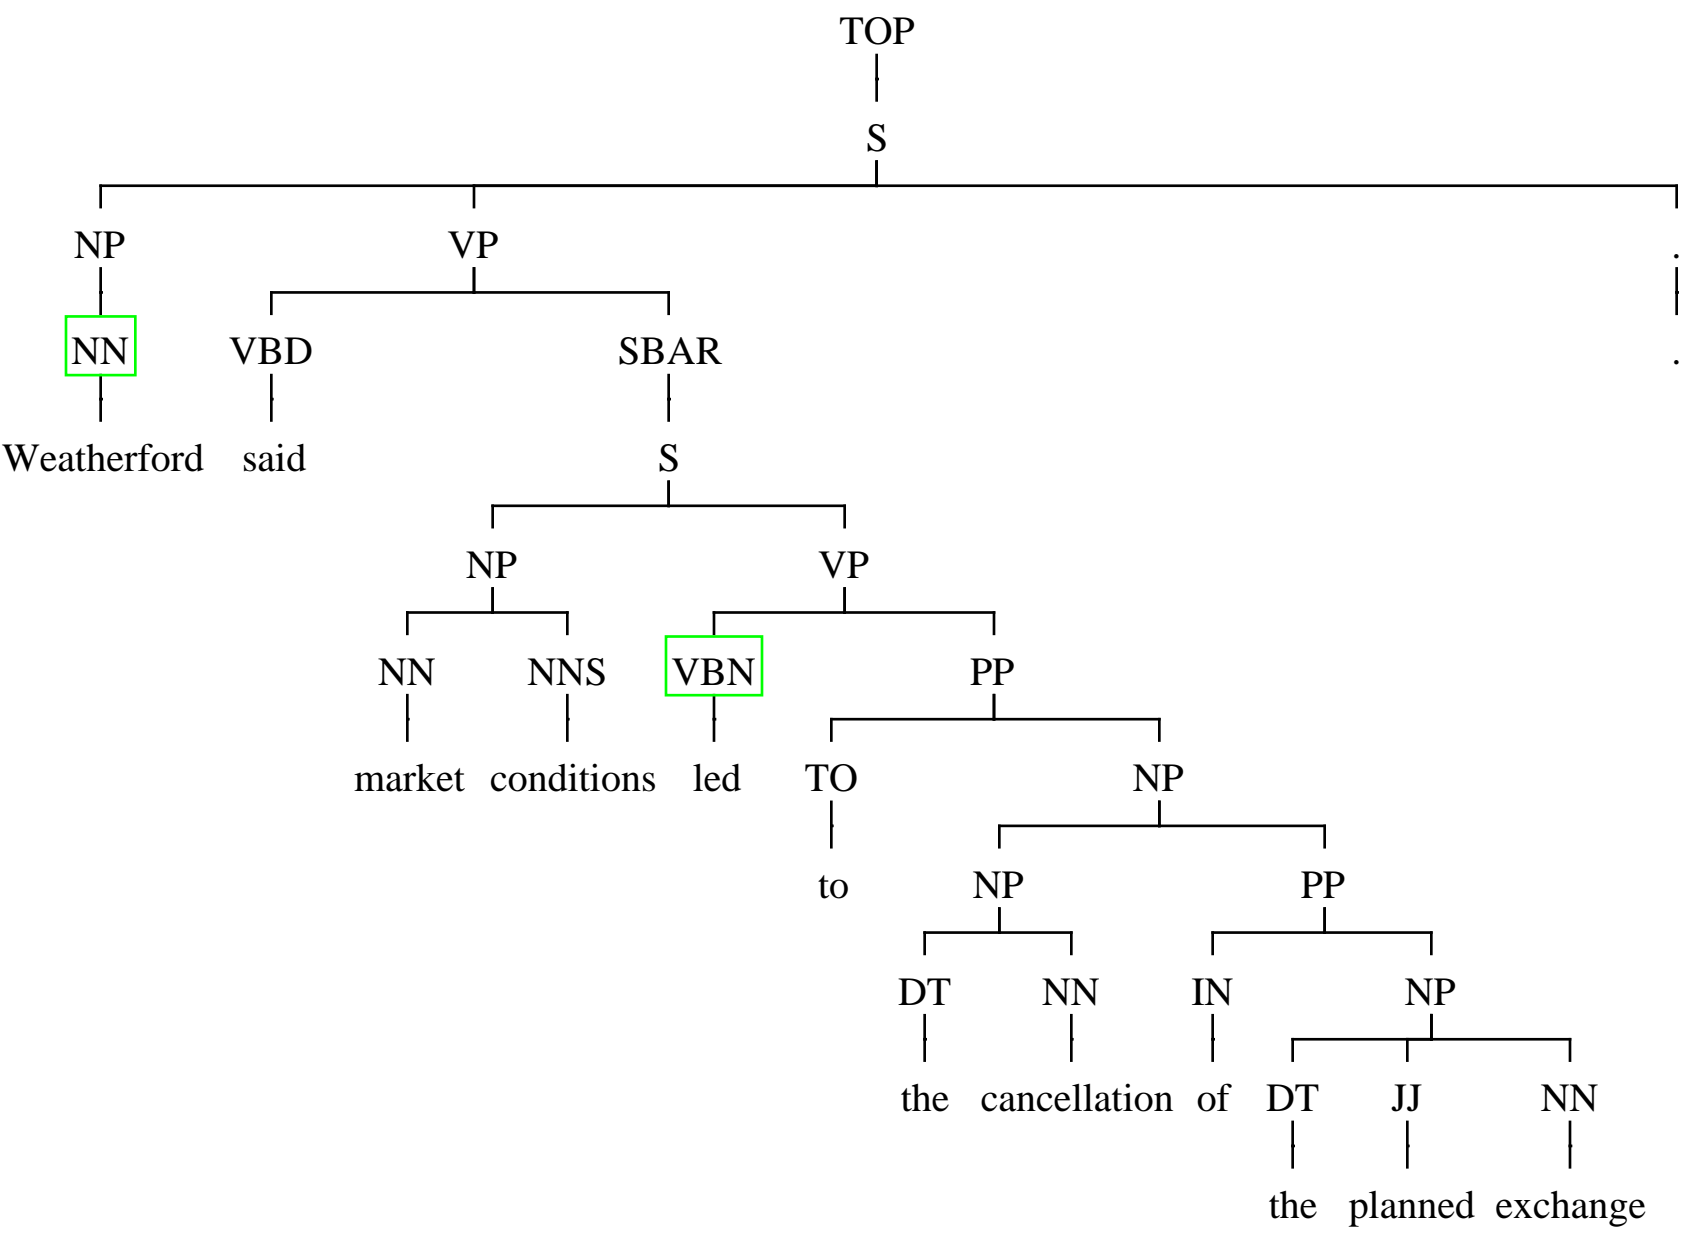 TOP
S
NP VP .
NN VBD SBAR .
Weatherford said S
NP VP
NN NNS VBN PP
market conditions led TO NP
to NP PP
DT NN IN NP
the cancellation of DT JJ NN
the planned exchange